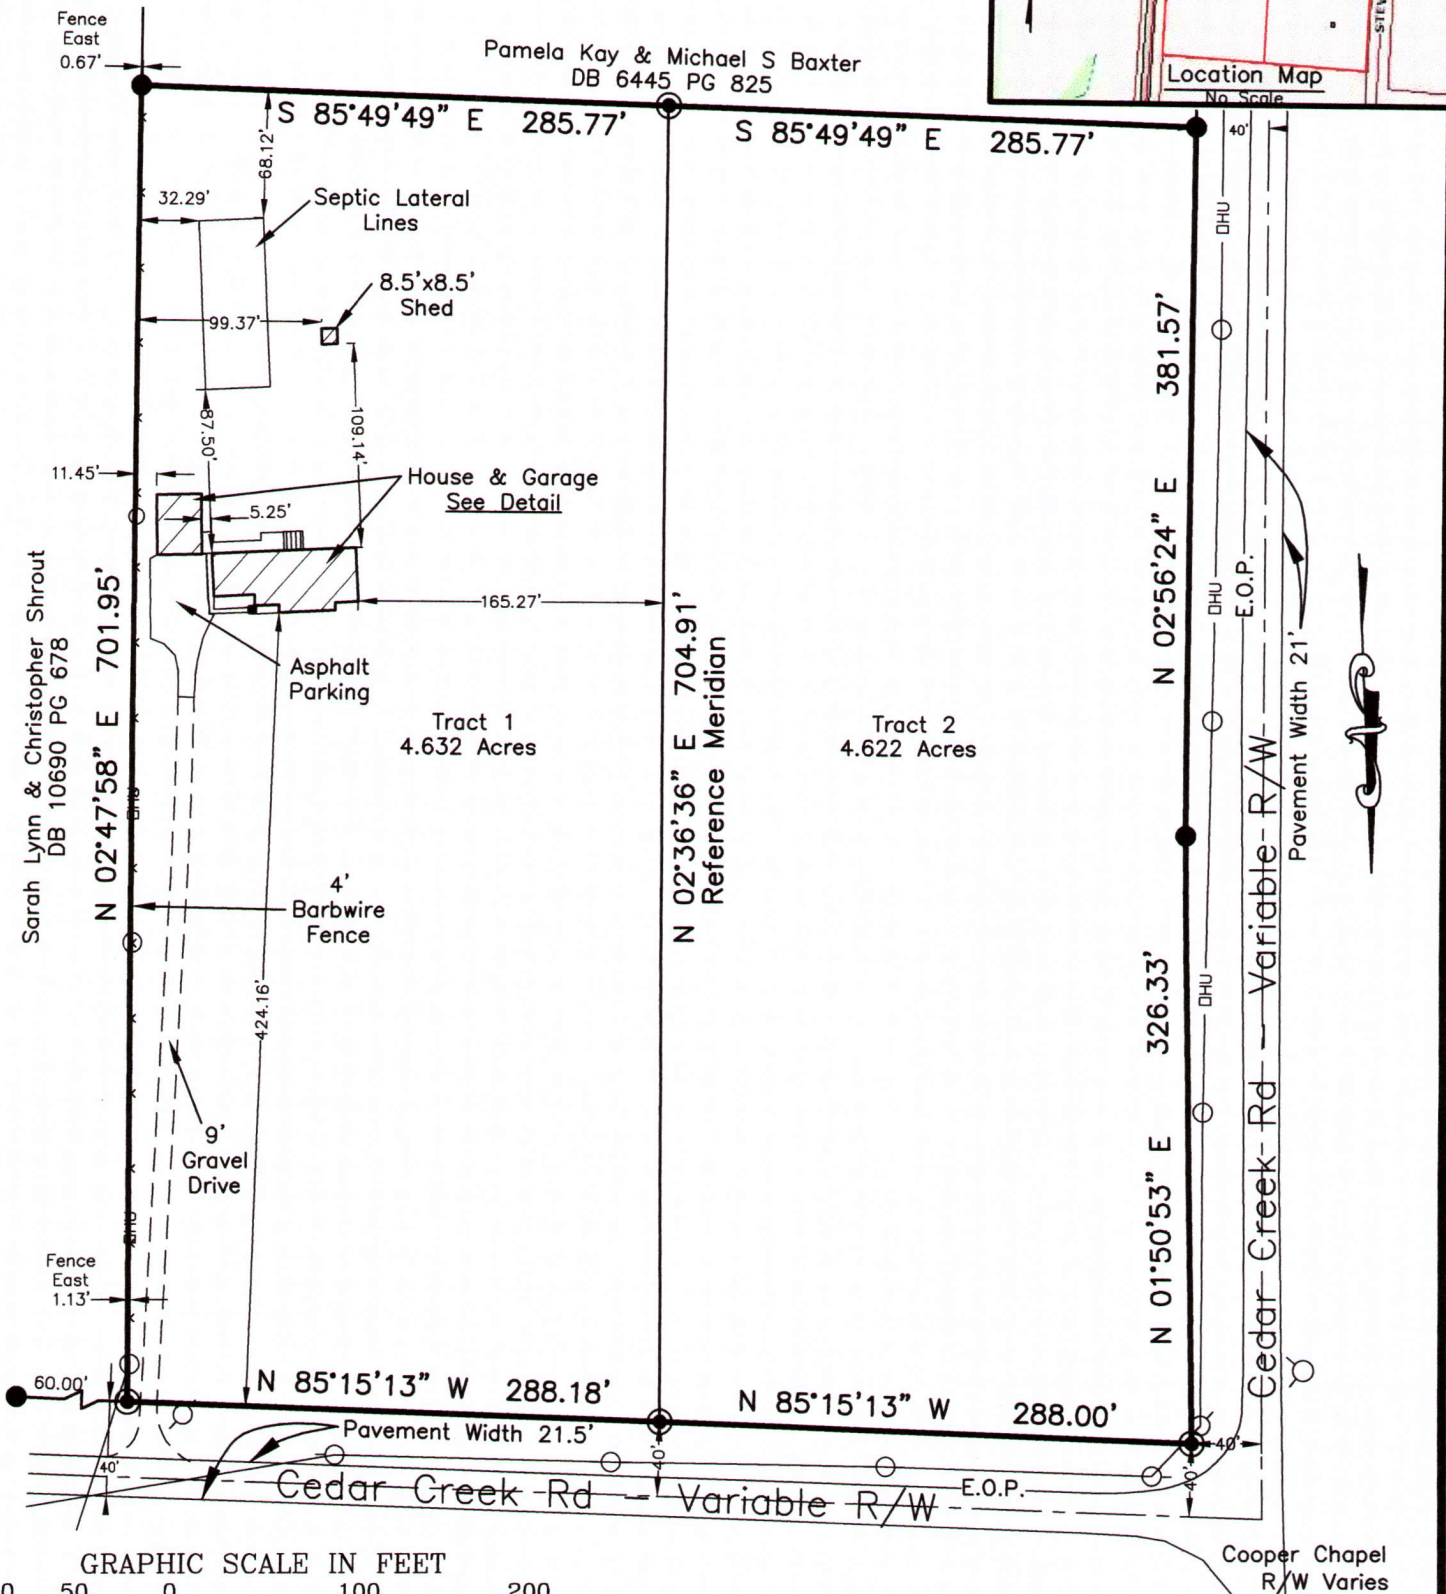 Fence
East
0.67'
Pamela Kay & Michael S Baxter
DB 6445 PG 825
Location Map
No Scale
S 85°49'49" E 285.77'
S 85°49'49" E 285.77'
40'
68.12'
32.29'
Septic Lateral
Lines
8.5'x8.5'
Shed
99.37'
OHU
381.57'
87.50'
109.14'
11.45'
House & Garage
See Detail
5.25'
N 02°56'24" E
E.O.P.
OHU
165.27'
Sarah Lynn & Christopher Shrout
DB 10690 PG 678
N 02°47'58" E 701.95'
N 02°36'36" E 704.91'
Reference Meridian
Pavement Width 21'
Asphalt
Parking
Tract 1
4.632 Acres
Tract 2
4.622 Acres
OHU
4'
Barbwire
Fence
424.16'
326.33'
OHU
Cedar Creek Rd - Variable R/W
9'
Gravel
Drive
N 01°50'53" E
OHU
Fence
East
1.13'
60.00'
N 85°15'13" W 288.18'
N 85°15'13" W 288.00'
Pavement Width 21.5'
40'
40'
40'
40'
E.O.P.
Cedar Creek Rd - Variable R/W
GRAPHIC SCALE IN FEET
50 0 100 200
Cooper Chapel
R/W Varies